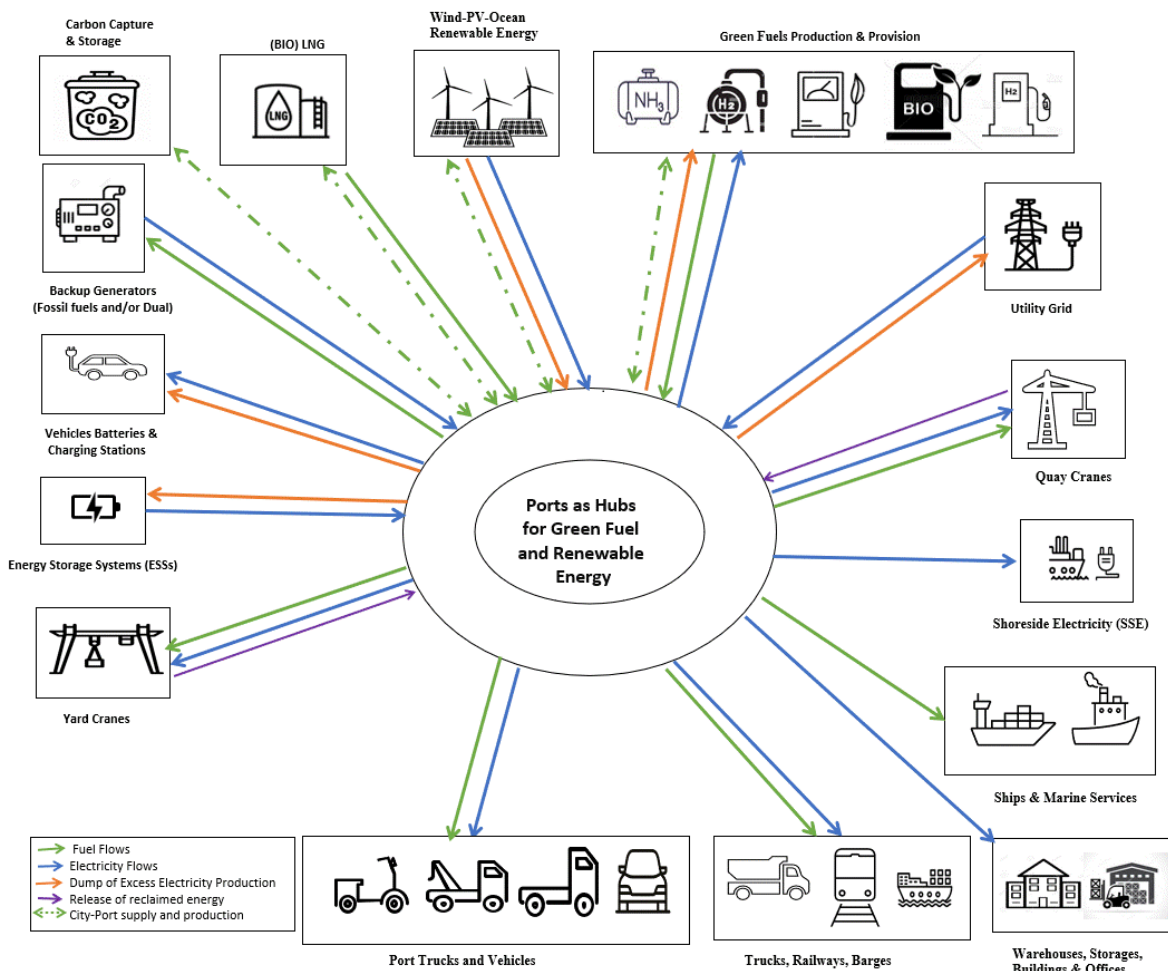 Carbon Capture
& Storage
(BIO) LNG
Wind-PV-Ocean
Renewable Energy
Green Fuels Production & Provision
CO2
LNG
NH3
H2
BIO
H2
Backup Generators
(Fossil fuels and/or Dual)
Utility Grid
Vehicles Batteries &
Charging Stations
Quay Cranes
Energy Storage Systems (ESSs)
Ports as Hubs
for Green Fuel
and Renewable
Energy
Shoreside Electricity (SSE)
Yard Cranes
Ships & Marine Services
Fuel Flows
Electricity Flows
Dump of Excess Electricity Production
Release of reclaimed energy
City-Port supply and production
Port Trucks and Vehicles
Trucks, Railways, Barges
Warehouses, Storages,
Buildings & Offices